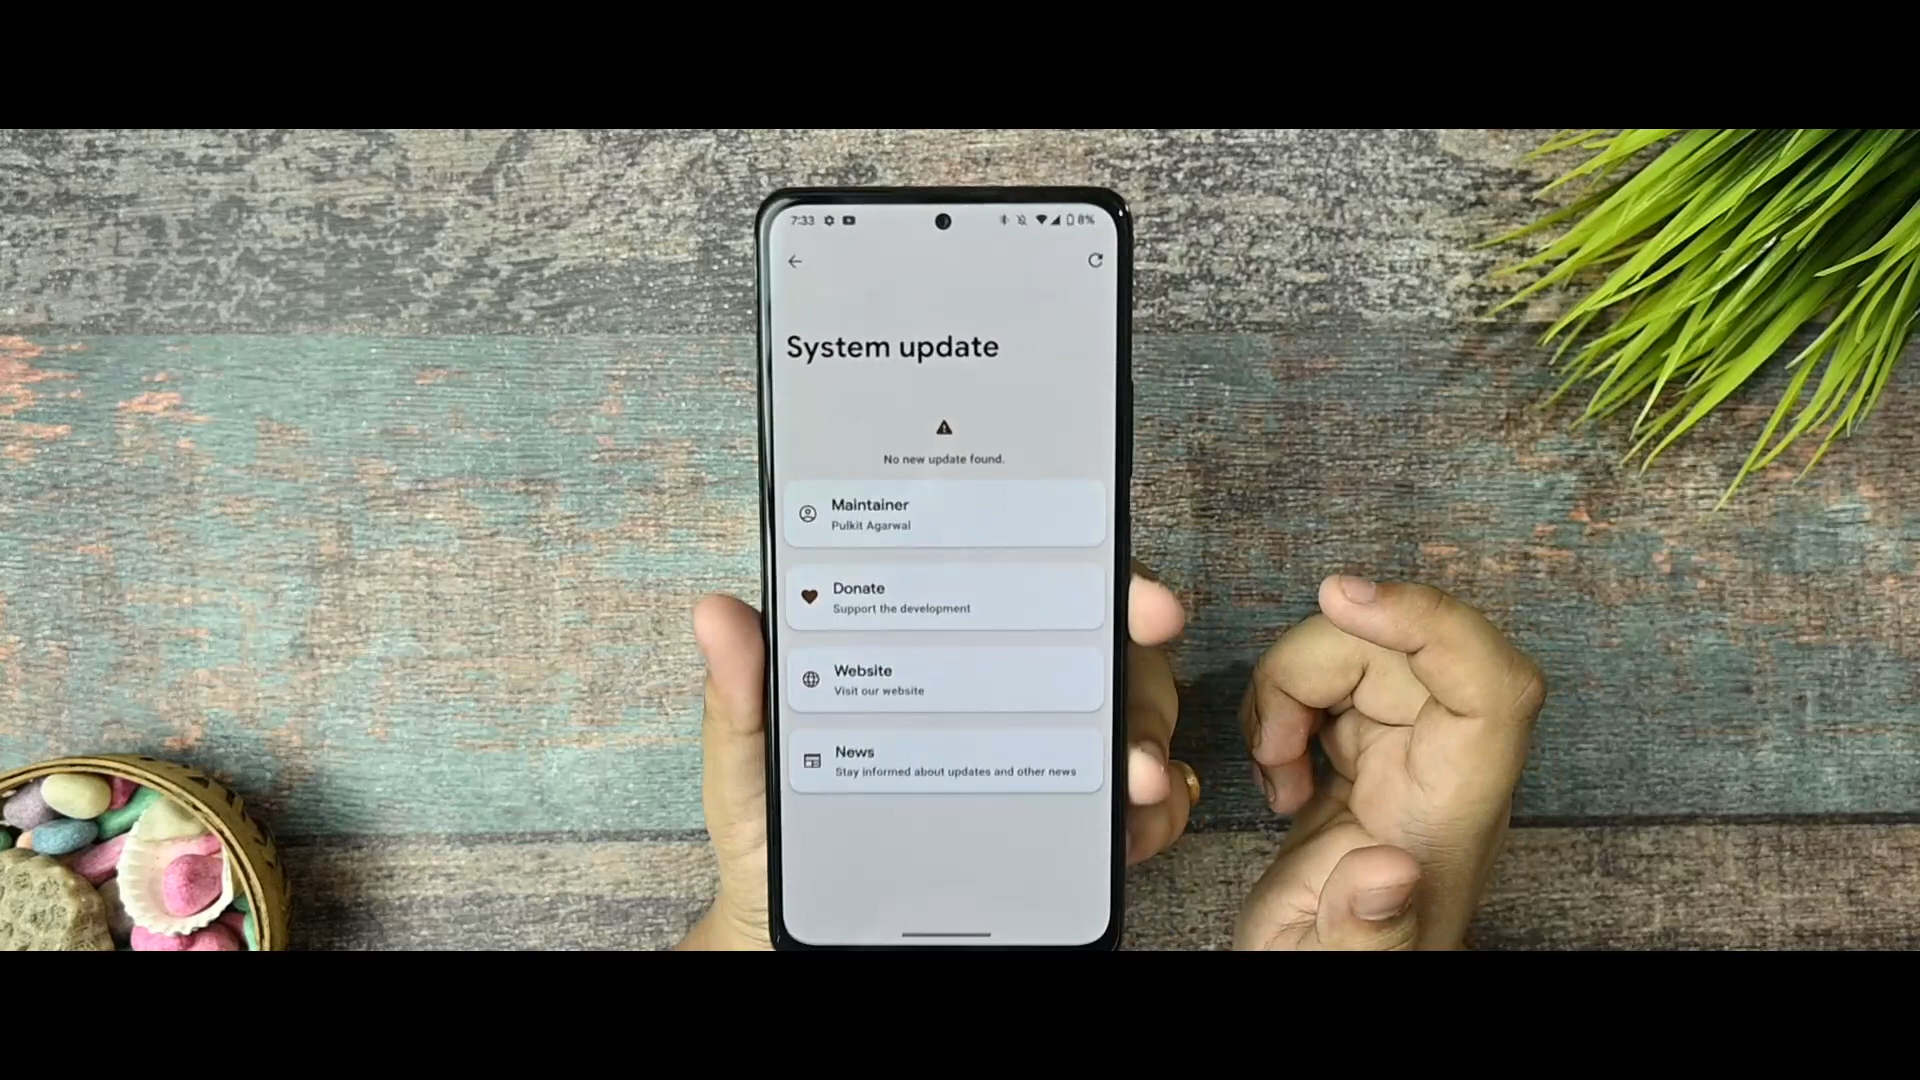 7:33 8%
System update
No new update found.
Maintainer
Pulkit Agarwal
Donate
Support the development
Website
Visit our website
News
Stay informed about updates and other news